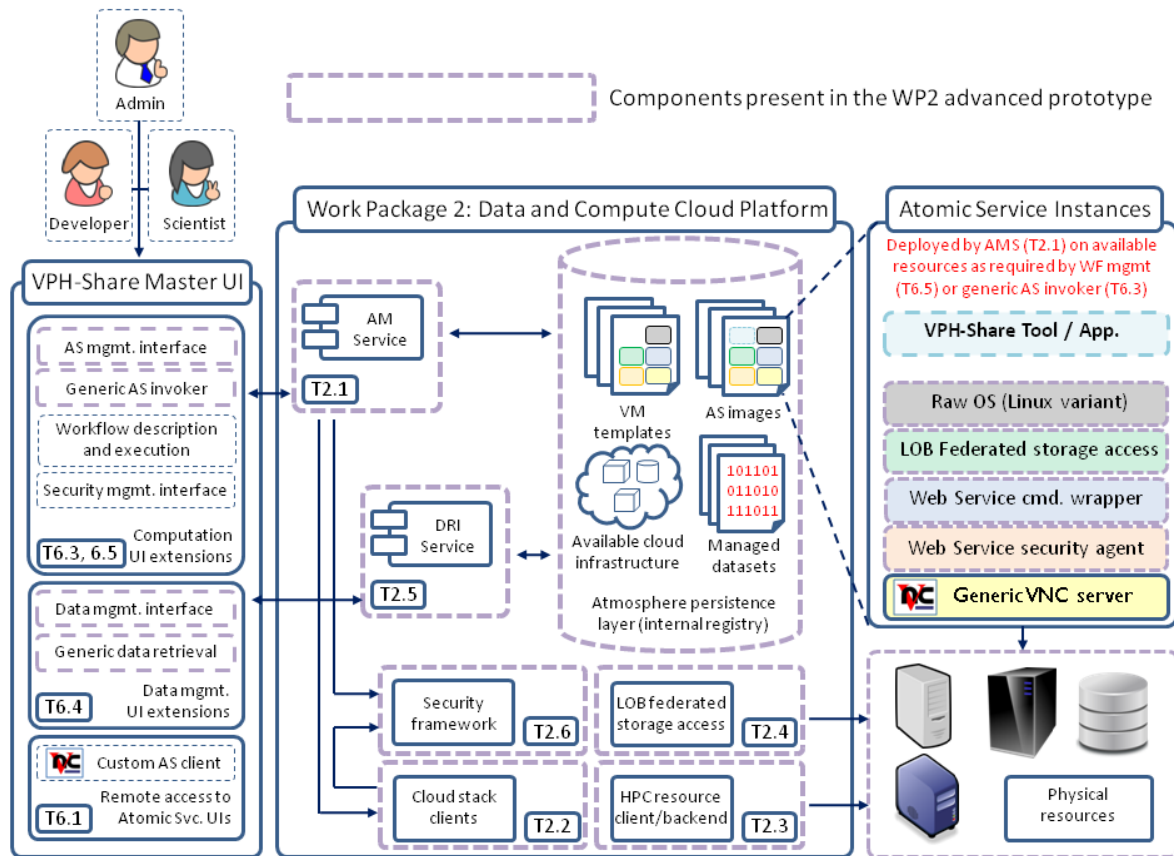 Admin
Developer
Scientist
Components present in the WP2 advanced prototype
VPH-Share Master UI
AS mgmt. interface
Generic AS invoker
Workflow description
and execution
Security mgmt. interface
T6.3, 6.5
Computation
UI extensions
Data mgmt. interface
Generic data retrieval
T6.4
Data mgmt.
UI extensions
VNC
Custom AS client
T6.1
Remote access to
Atomic Svc. UIs
Work Package 2: Data and Compute Cloud Platform
AM
Service
T2.1
DRI
Service
T2.5
VM
templates
AS images
Available cloud
infrastructure
101101
011010
111011
Managed
datasets
Atmosphere persistence
layer (internal registry)
Security
framework
T2.6
LOB federated
storage access
T2.4
Cloud stack
clients
T2.2
HPC resource
client/backend
T2.3
Atomic Service Instances
Deployed by AMS (T2.1) on available
resources as required by WF mgmt
(T6.5) or generic AS invoker (T6.3)
VPH-Share Tool / App.
Raw OS (Linux variant)
LOB Federated storage access
Web Service cmd. wrapper
Web Service security agent
VNC
Generic VNC server
Physical
resources